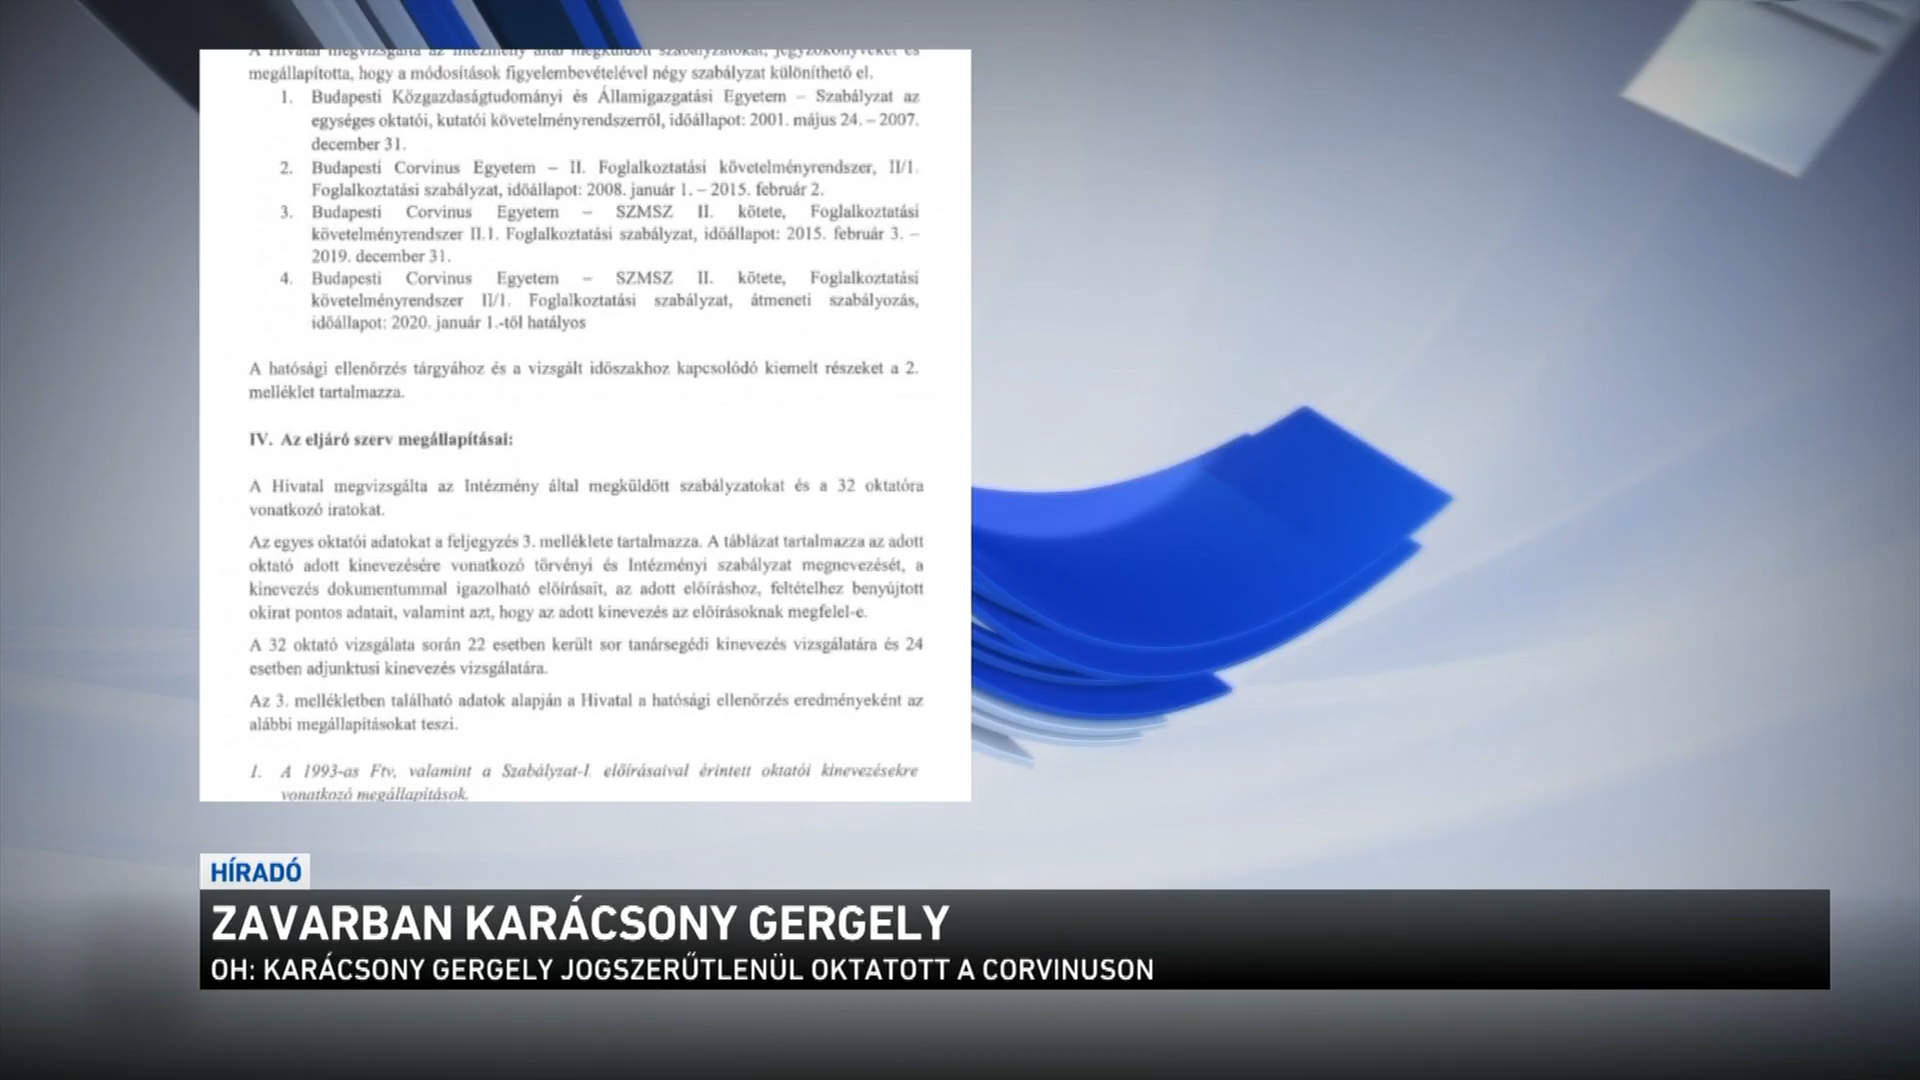 A Hivatal megvizsgálta az Intézmény által megküldött szabályzatokat, jegyzőkönyveket és
megállapította, hogy a módosítások figyelembevételével négy szabályzat különíthető el.
1. Budapesti Közgazdaságtudományi és Államigazgatási Egyetem – Szabályzat az
egységes oktatói, kutatói követelményrendszerről, időállapot: 2001. május 24. – 2007.
december 31.
2. Budapesti Corvinus Egyetem – II. Foglalkoztatási követelményrendszer, II/1.
Foglalkoztatási szabályzat, időállapot: 2008. január 1. – 2015. február 2.
3. Budapesti Corvinus Egyetem – SZMSZ II. kötete, Foglalkoztatási
követelményrendszer II.1. Foglalkoztatási szabályzat, időállapot: 2015. február 3. –
2019. december 31.
4. Budapesti Corvinus Egyetem – SZMSZ II. kötete, Foglalkoztatási
követelményrendszer II/1. Foglalkoztatási szabályzat, átmeneti szabályozás,
időállapot: 2020. január 1.-től hatályos
A hatósági ellenőrzés tárgyához és a vizsgált időszakhoz kapcsolódó kiemelt részeket a 2.
melléklet tartalmazza.
IV. Az eljáró szerv megállapításai:
A Hivatal megvizsgálta az Intézmény által megküldött szabályzatokat és a 32 oktatóra
vonatkozó iratokat.
Az egyes oktatói adatokat a feljegyzés 3. melléklete tartalmazza. A táblázat tartalmazza az adott
oktató adott kinevezésére vonatkozó törvényi és Intézményi szabályzat megnevezését, a
kinevezés dokumentummal igazolható előírásait, az adott előíráshoz, feltételhez benyújtott
okirat pontos adatait, valamint azt, hogy az adott kinevezés az előírásoknak megfelel-e.
A 32 oktató vizsgálata során 22 esetben került sor tanársegédi kinevezés vizsgálatára és 24
esetben adjunktusi kinevezés vizsgálatára.
Az 3. mellékletben található adatok alapján a Hivatal a hatósági ellenőrzés eredményeként az
alábbi megállapításokat teszi.
1. A 1993-as Ftv, valamint a Szabályzat-I. előírásaival érintett oktatói kinevezésekre
vonatkozó megállapítások.
HÍRADÓ
ZAVARBAN KARÁCSONY GERGELY
OH: KARÁCSONY GERGELY JOGSZERŰTLENÜL OKTATOTT A CORVINUSON